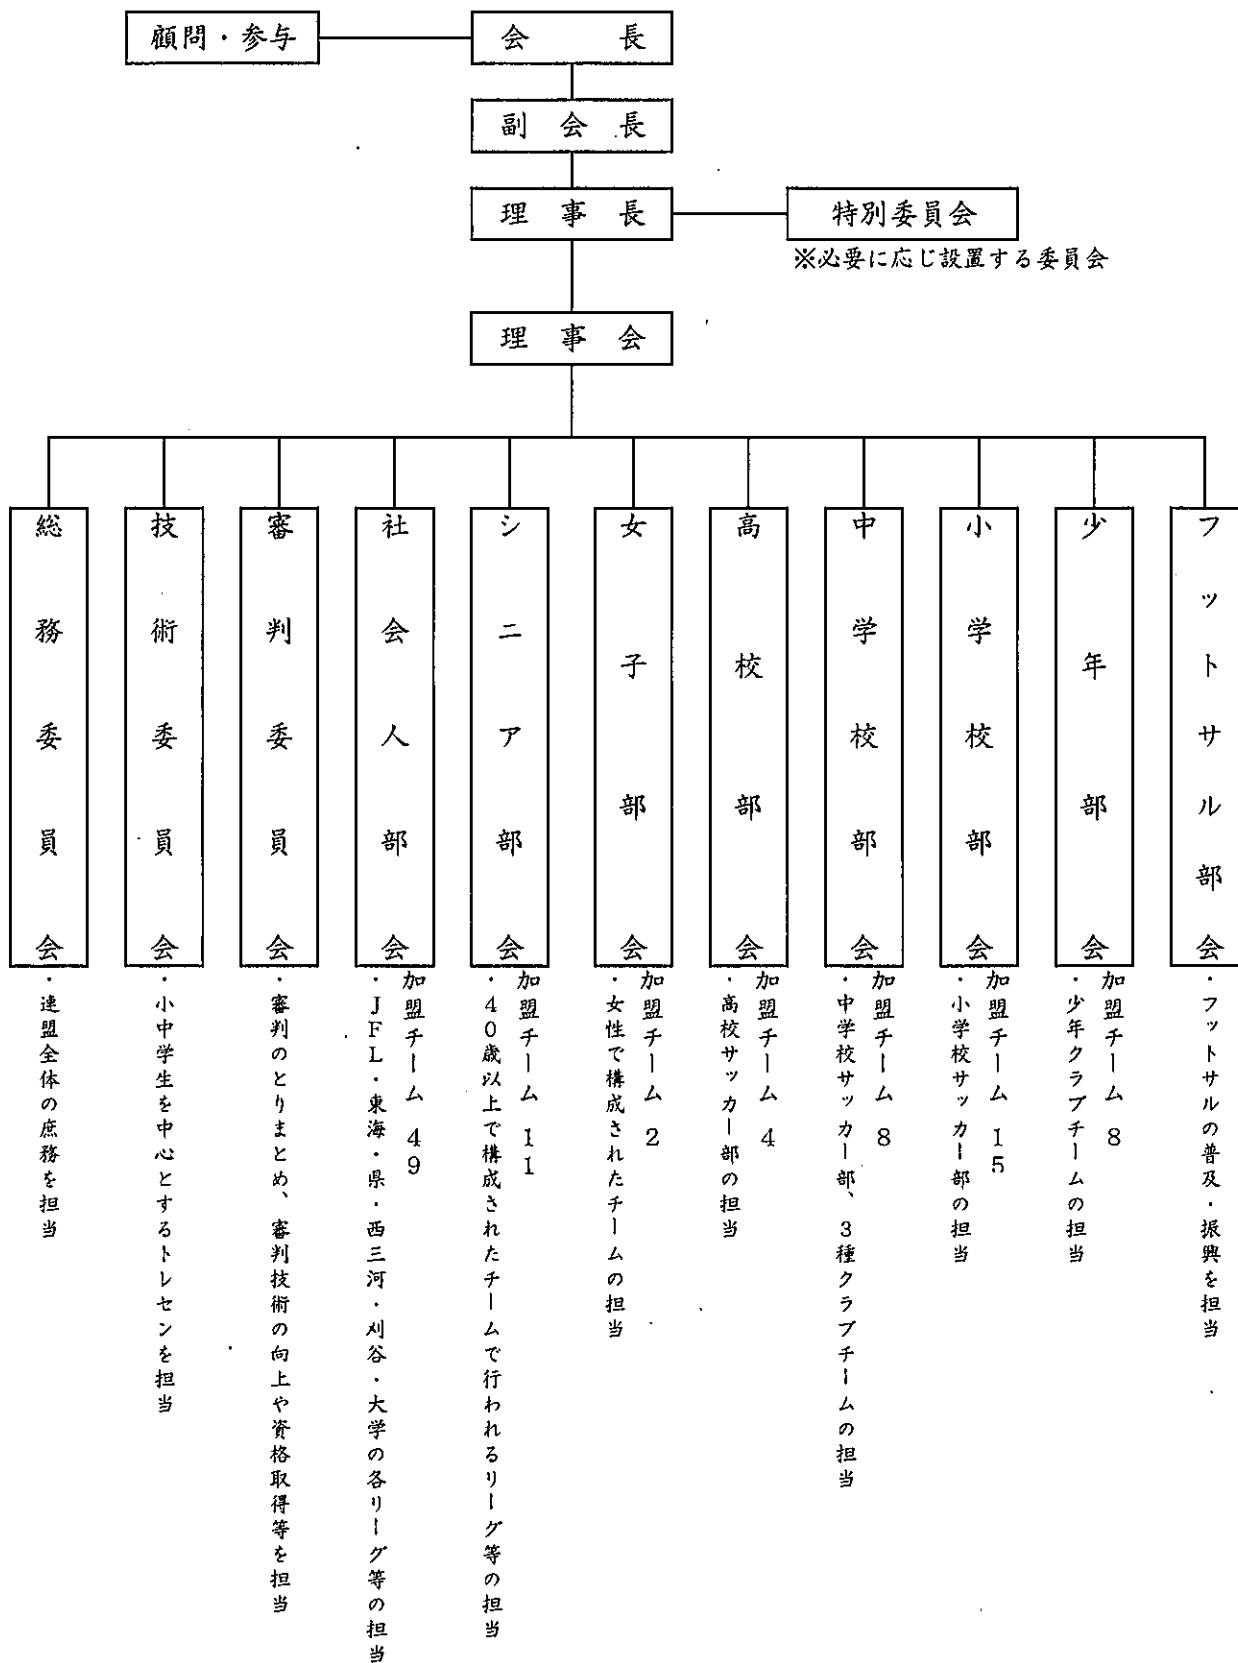 顧問・参与
会長
副会長
理事長
特別委員会
※必要に応じ設置する委員会
理事会
総務委員会
・連盟全体の庶務を担当
技術委員会
・小中学生を中心とするトレセンを担当
審判委員会
・審判のとりまとめ、審判技術の向上や資格取得等を担当
社会人部会
加盟チーム 49
・JFL・東海・県・西三河・刈谷・大学の各リーグ等の担当
シニア部会
加盟チーム 11
・40歳以上で構成されたチームで行われるリーグ等の担当
女子部会
加盟チーム 2
・女性で構成されたチームの担当
高校部会
加盟チーム 4
・高校サッカー部の担当
中学校部会
加盟チーム 8
・中学校サッカー部、3種クラブチームの担当
小学校部会
加盟チーム 15
・小学校サッカー部の担当
少年部会
加盟チーム 8
・少年クラブチームの担当
フットサル部会
・フットサルの普及・振興を担当